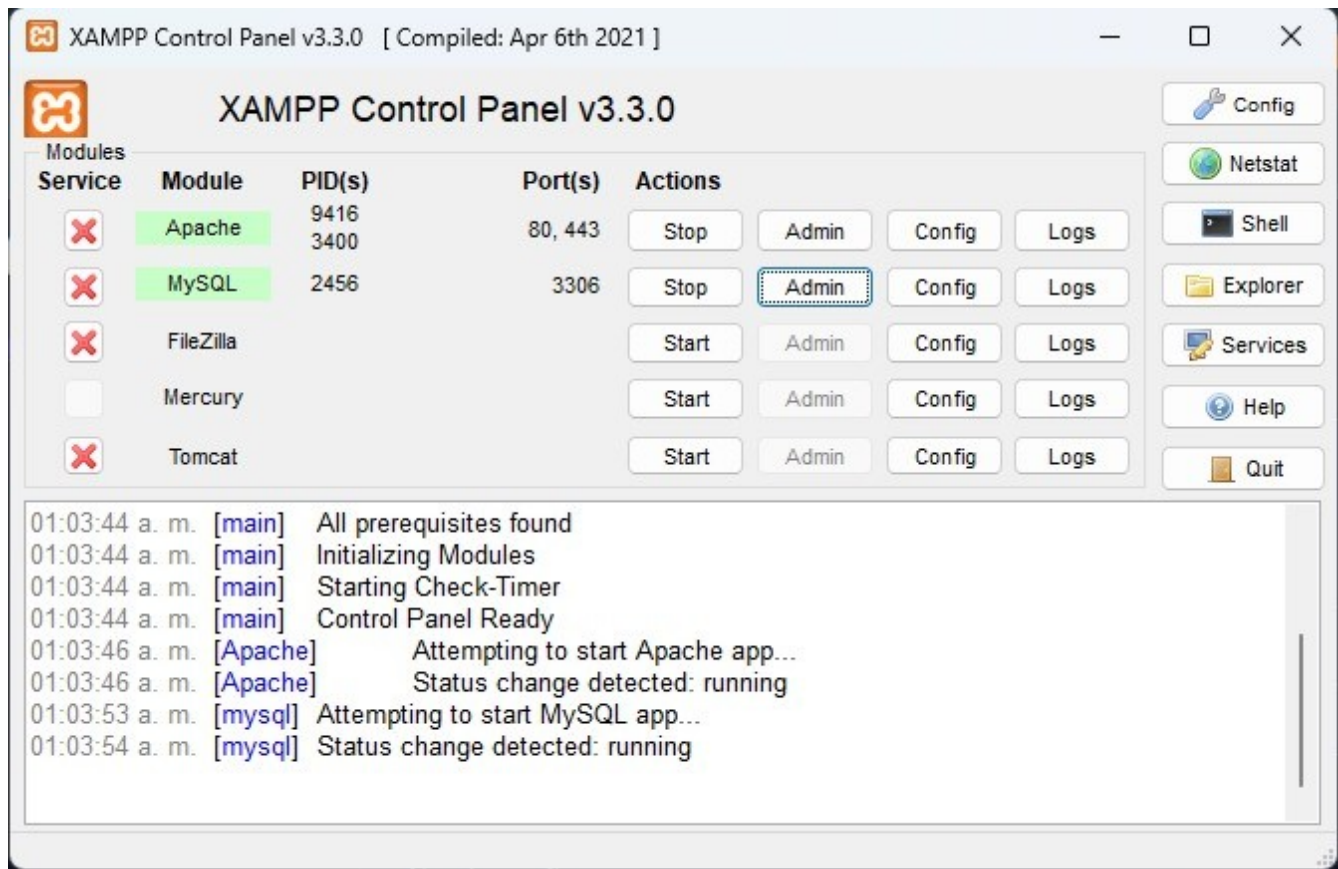 XAMPP Control Panel v3.3.0 [ Compiled: Apr 6th 2021 ]
XAMPP Control Panel v3.3.0
Config
Modules
Service Module PID(s) Port(s) Actions
Netstat
Apache 9416 3400 80, 443 Stop Admin Config Logs
Shell
MySQL 2456 3306 Stop Admin Config Logs
Explorer
FileZilla Start Admin Config Logs
Services
Mercury Start Admin Config Logs
Help
Tomcat Start Admin Config Logs
Quit
01:03:44 a. m. [main] All prerequisites found
01:03:44 a. m. [main] Initializing Modules
01:03:44 a. m. [main] Starting Check-Timer
01:03:44 a. m. [main] Control Panel Ready
01:03:46 a. m. [Apache] Attempting to start Apache app...
01:03:46 a. m. [Apache] Status change detected: running
01:03:53 a. m. [mysql] Attempting to start MySQL app...
01:03:54 a. m. [mysql] Status change detected: running